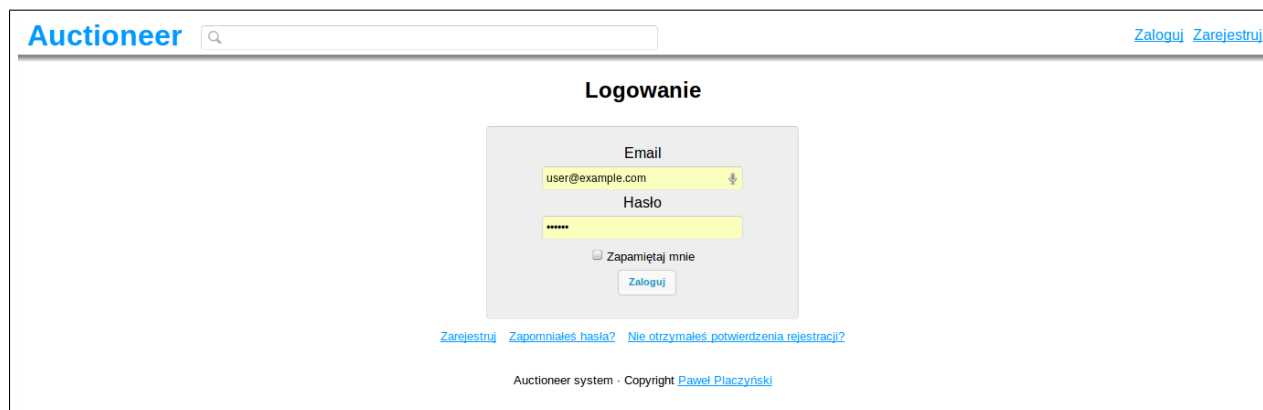 Auctioneer
Zaloguj Zarejestruj
Logowanie
Email
user@example.com
Hasło
••••••
Zapamiętaj mnie
Zaloguj
Zarejestruj Zapomniałeś hasła? Nie otrzymałeś potwierdzenia rejestracji?
Auctioneer system · Copyright Paweł Placzyński